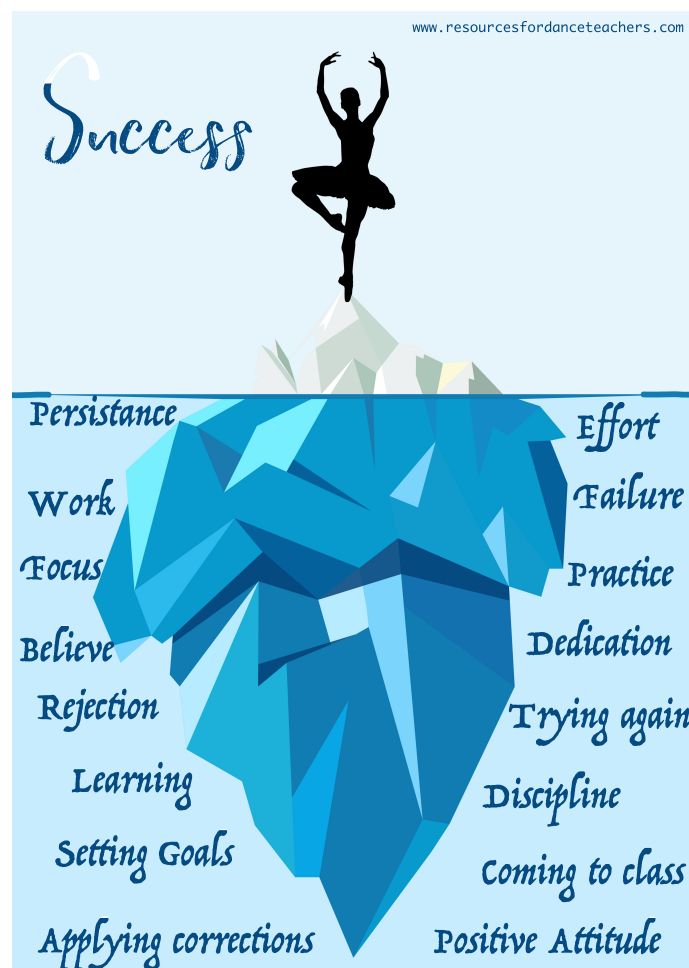 www.resourcesfordanceteachers.com
Success
Persistance
Effort
Work
Failure
Focus
Practice
Believe
Dedication
Rejection
Trying again
Learning
Discipline
Setting Goals
Coming to class
Applying corrections
Positive Attitude